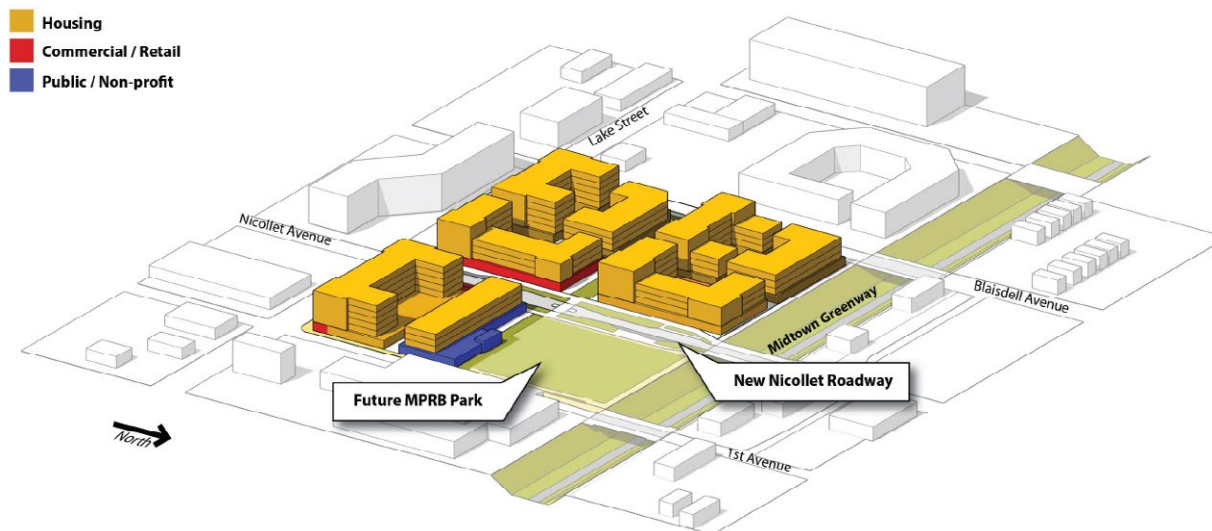 Housing
Commercial / Retail
Public / Non-profit
Lake Street
Nicollet Avenue
Blaisdell Avenue
Midtown Greenway
New Nicollet Roadway
Future MPRB Park
North
1st Avenue